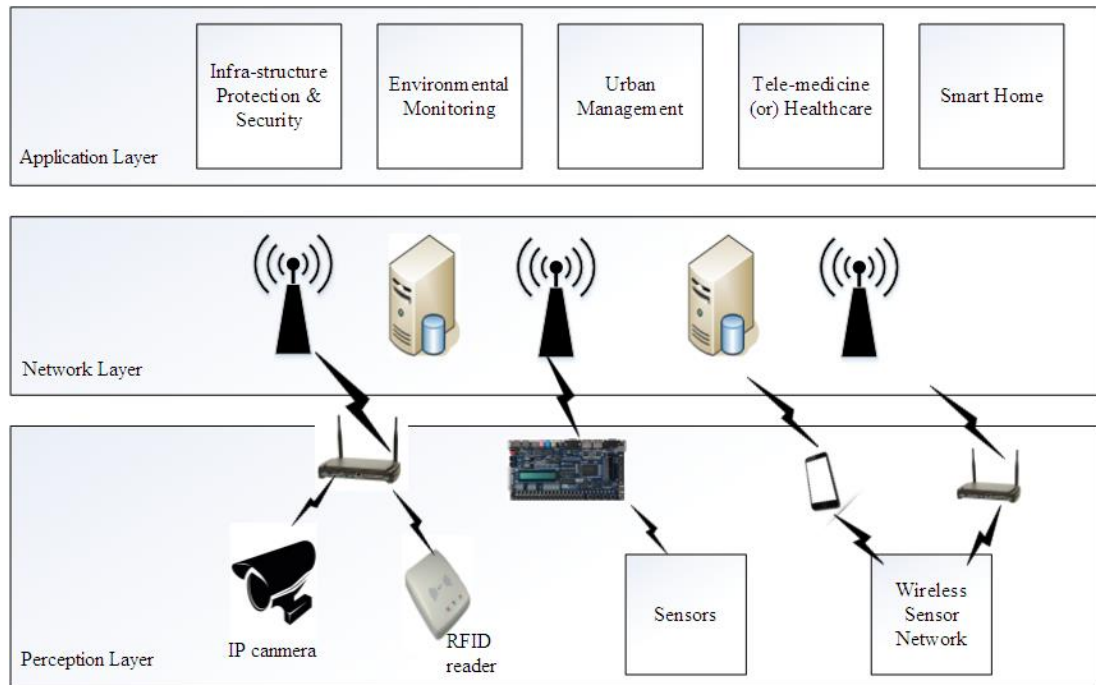 Infra-structure
Protection &
Security
Environmental
Monitoring
Urban
Management
Tele-medicine
(or) Healthcare
Smart Home
Application Layer
Network Layer
IP canmera
RFID
reader
Sensors
Wireless
Sensor
Network
Perception Layer